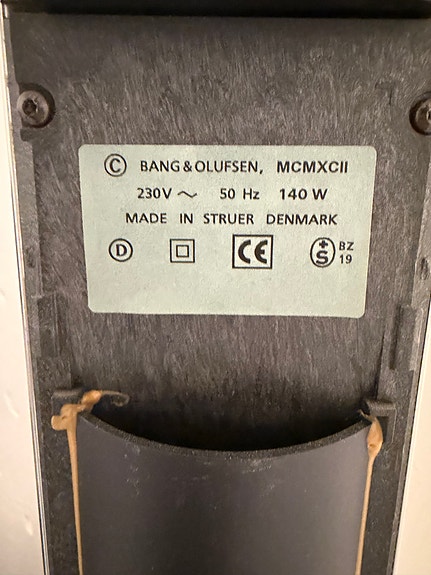 © BANG & OLUFSEN, MCMXCII
230V ~ 50 Hz 140 W
MADE IN STRUER DENMARK
D CE +S BZ 19